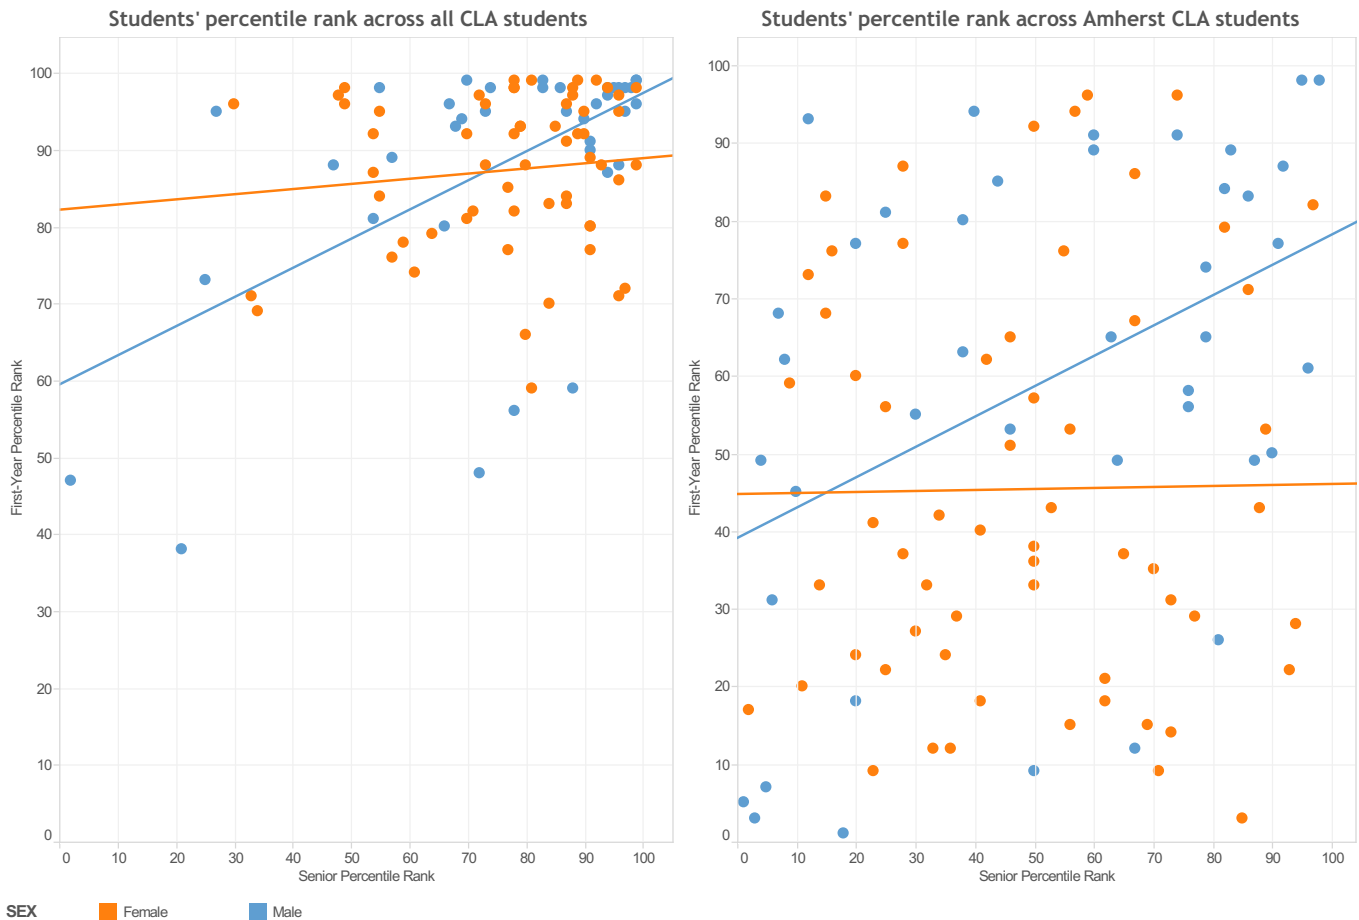 Students' percentile rank across all CLA students
100
90
80
70
60
50
40
30
20
10
0
First-Year Percentile Rank
0 10 20 30 40 50 60 70 80 90 100
Senior Percentile Rank
Students' percentile rank across Amherst CLA students
100
90
80
70
60
50
40
30
20
10
0
First-Year Percentile Rank
0 10 20 30 40 50 60 70 80 90 100
Senior Percentile Rank
SEX Female Male